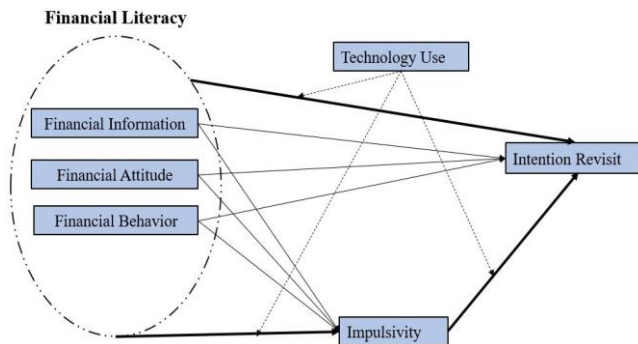 Financial Literacy
Technology Use
Financial Information
Intention Revisit
Financial Attitude
Financial Behavior
Impulsivity